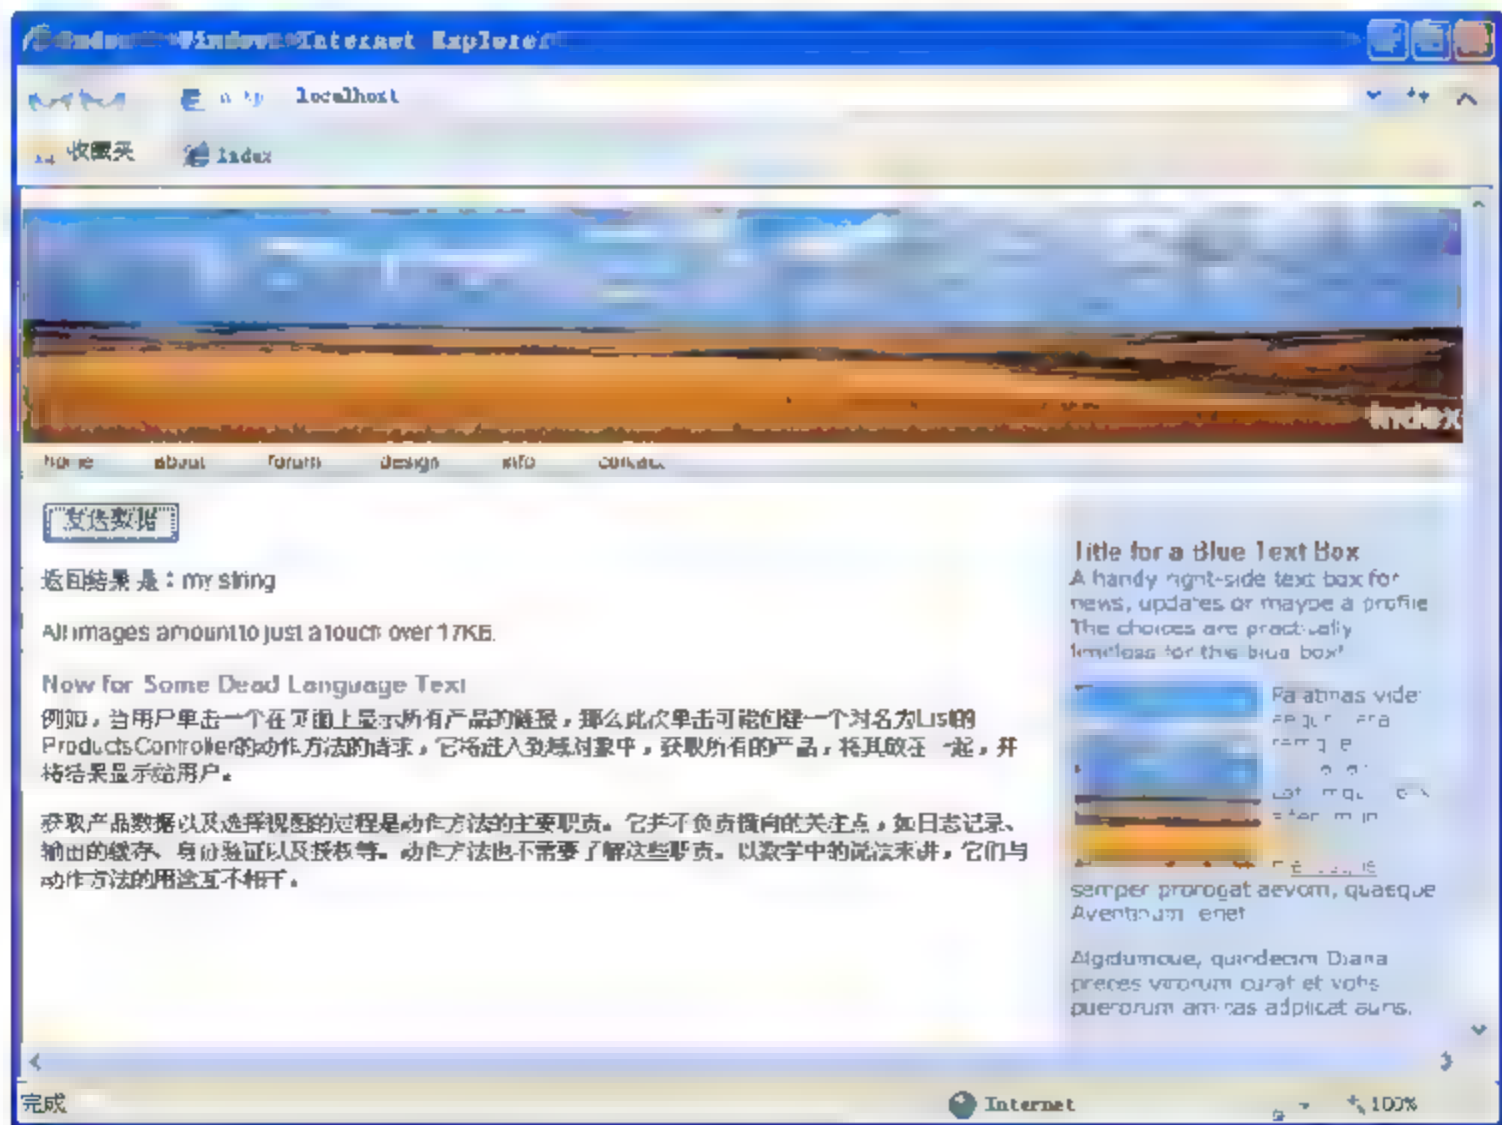 Index - Windows Internet Explorer
localhost
收藏夹 Index
Index
home about forum design info contact
发送数据
返回结果是：my string
All images amount to just a touch over 17KB.
Now for Some Dead Language Text
例如，当用户单击一个在页面上显示所有产品的链接，那么此次单击可能创建一个对名为List的
ProductsController的动作方法的请求，它将进入到域对象中，获取所有的产品，将其放在一起，并
将结果显示给用户。
获取产品数据以及选择视图的过程是动作方法的主要职责。它并不负责横向的关注点，如日志记录、
输出的缓存、身份验证以及授权等。动作方法也不需要了解这些职责。以数学中的说法来讲，它们与
动作方法的用途互不相干。
Title for a Blue Text Box
A handy right-side text box for
news, updates or maybe a profile
The choices are practically
limitless for this blue box!
Palatinas
semper prorogat aevom, quaeque
Aventinum tenet
Algidumque, quindecim Diana
preces virorum curat et votis
puerorum amicas adplicat auris.
完成 Internet 100%